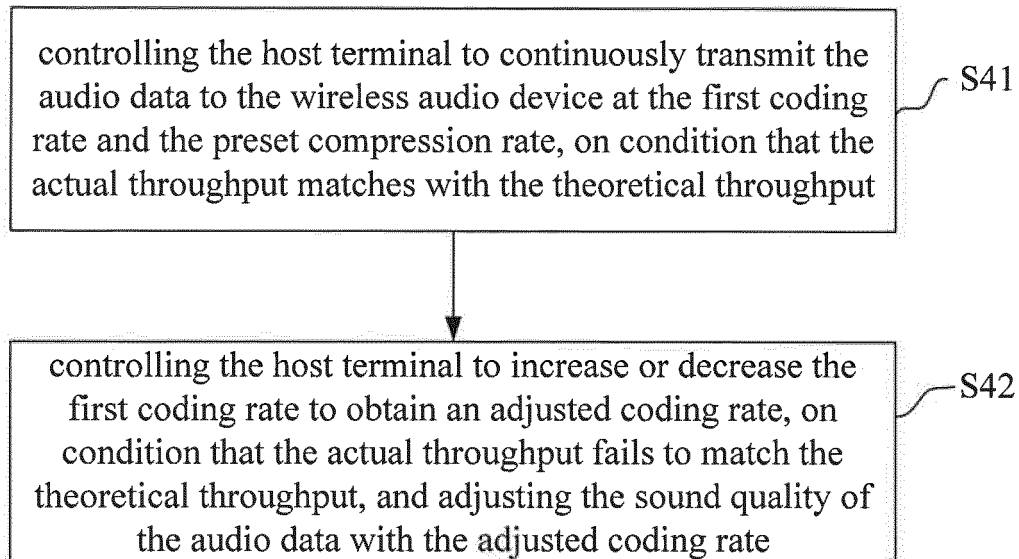 controlling the host terminal to continuously transmit the
audio data to the wireless audio device at the first coding
rate and the preset compression rate, on condition that the
actual throughput matches with the theoretical throughput
S41
controlling the host terminal to increase or decrease the
first coding rate to obtain an adjusted coding rate, on
condition that the actual throughput fails to match the
theoretical throughput, and adjusting the sound quality of
the audio data with the adjusted coding rate
S42